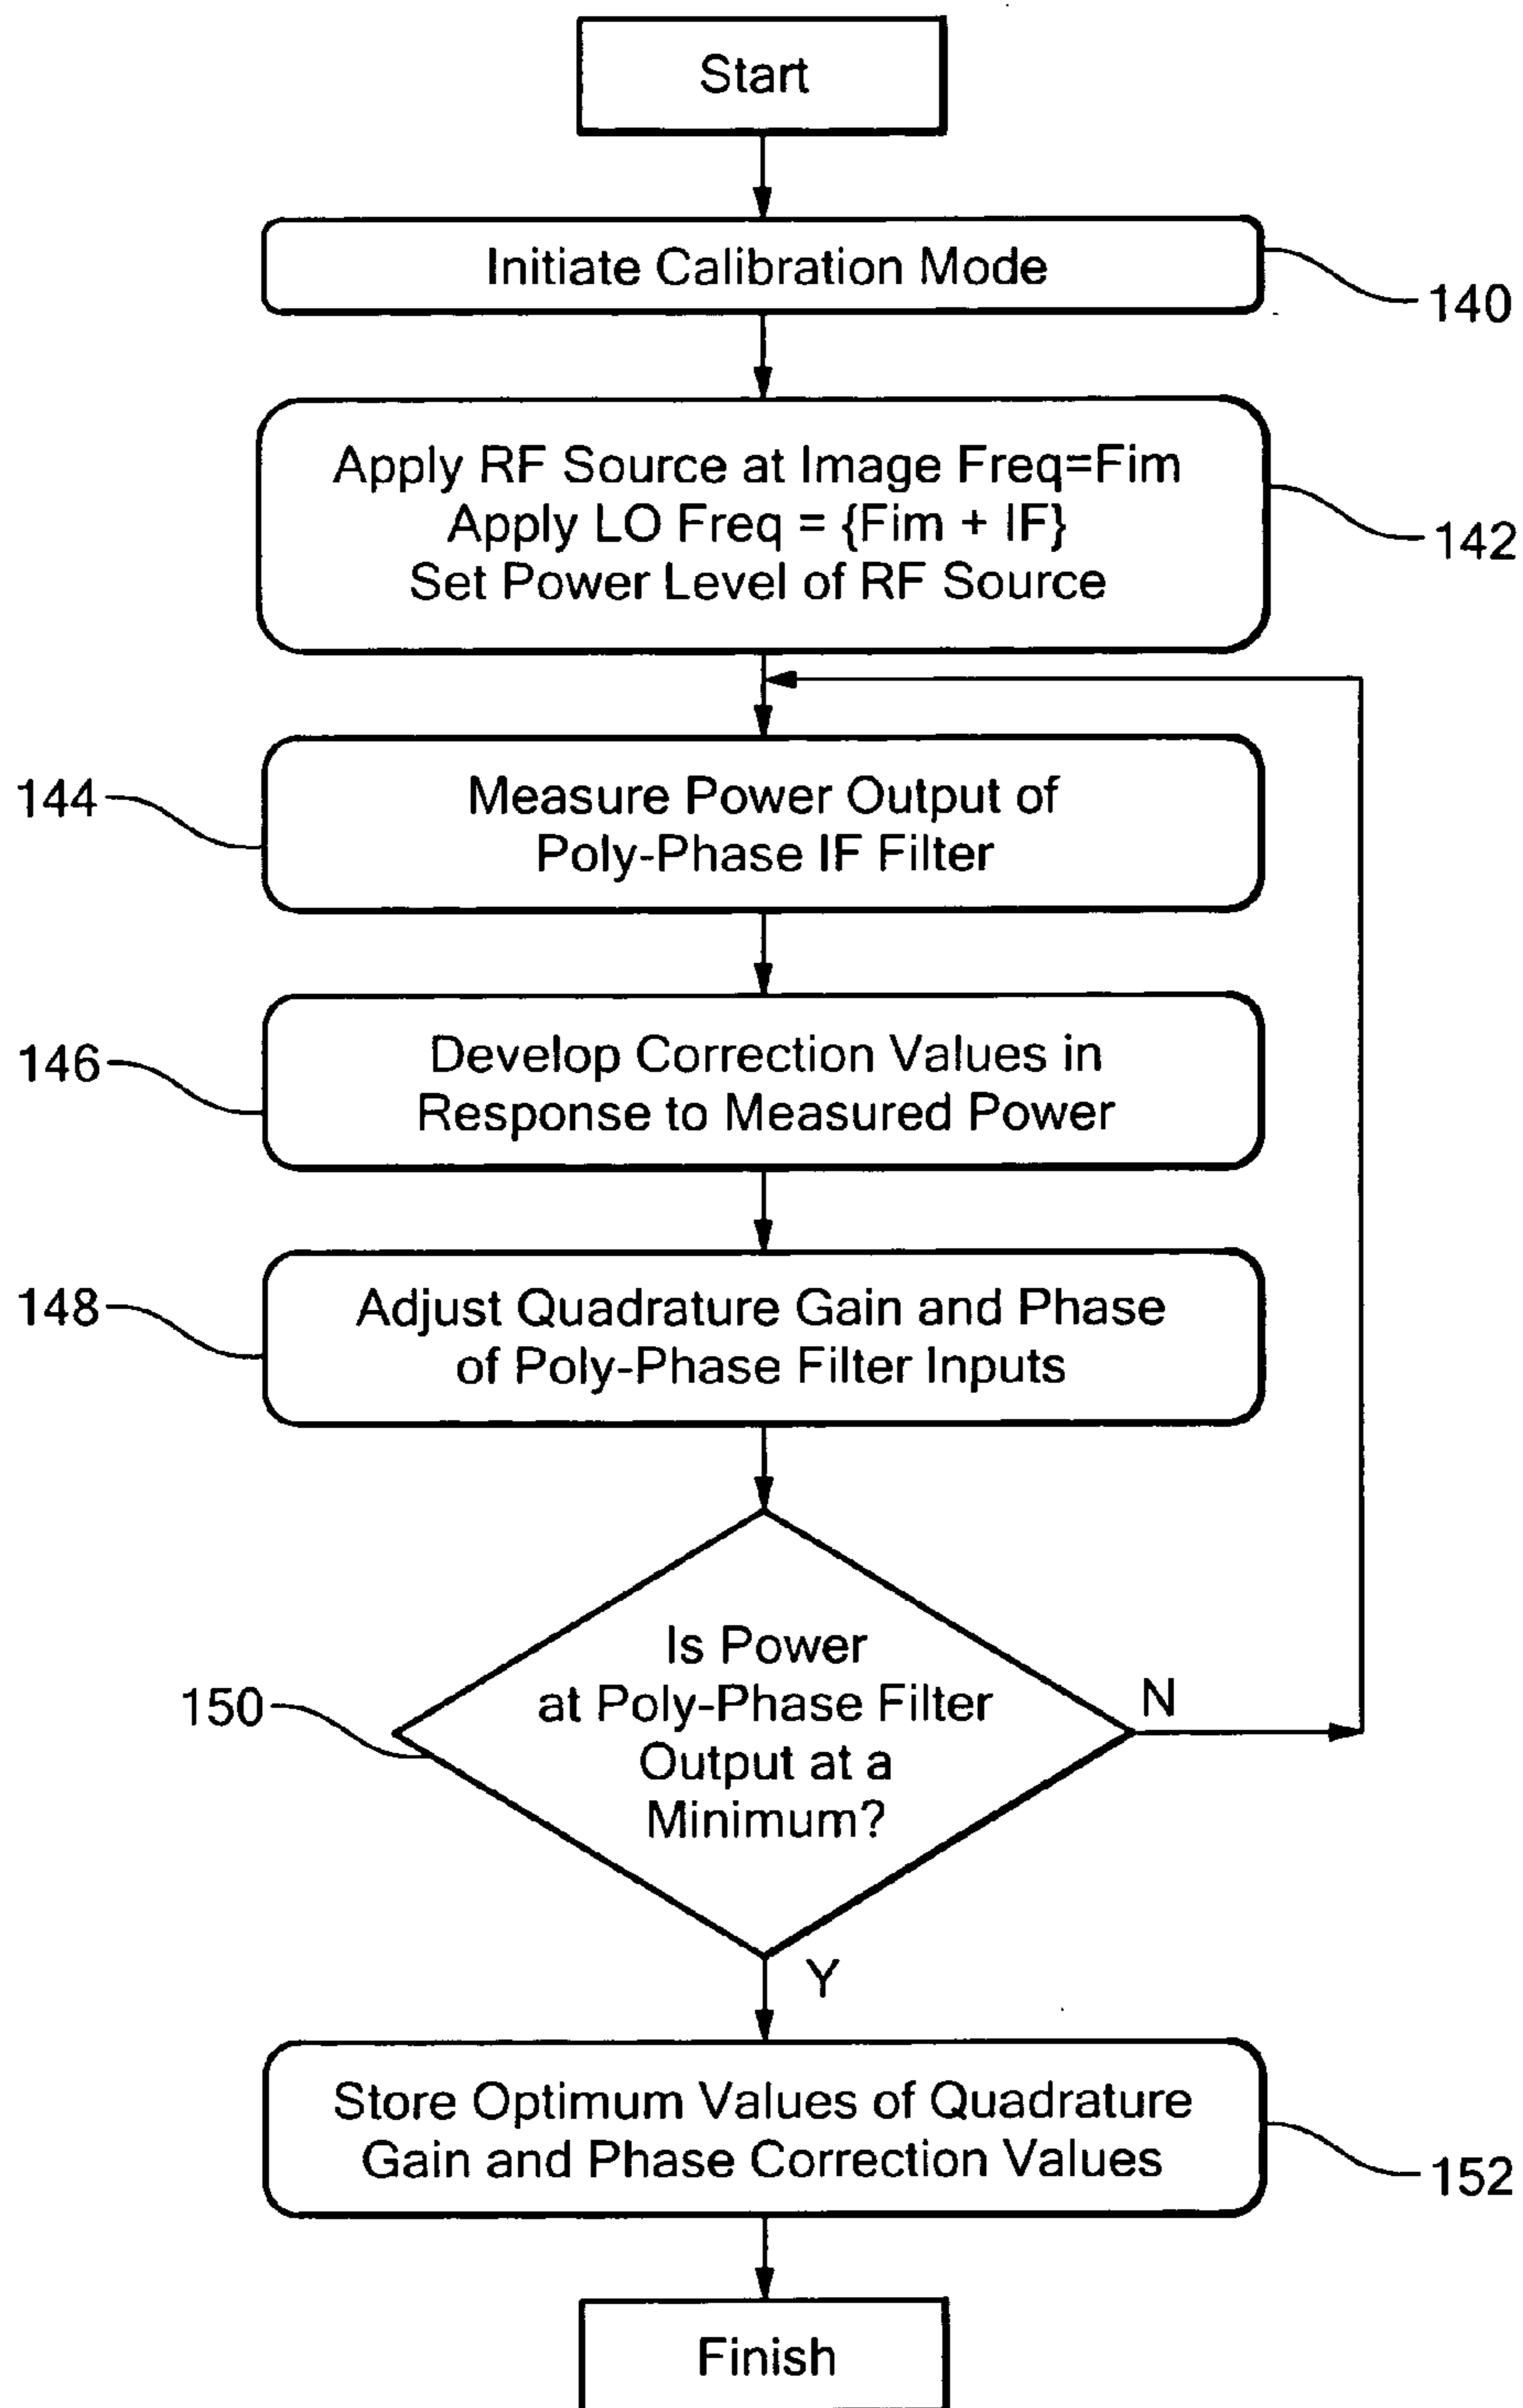 Start
Initiate Calibration Mode
140
Apply RF Source at Image Freq=Fim
Apply LO Freq = {Fim + IF}
Set Power Level of RF Source
142
144
Measure Power Output of
Poly-Phase IF Filter
146
Develop Correction Values in
Response to Measured Power
148
Adjust Quadrature Gain and Phase
of Poly-Phase Filter Inputs
150
Is Power
at Poly-Phase Filter
Output at a
Minimum?
N
Y
Store Optimum Values of Quadrature
Gain and Phase Correction Values
152
Finish